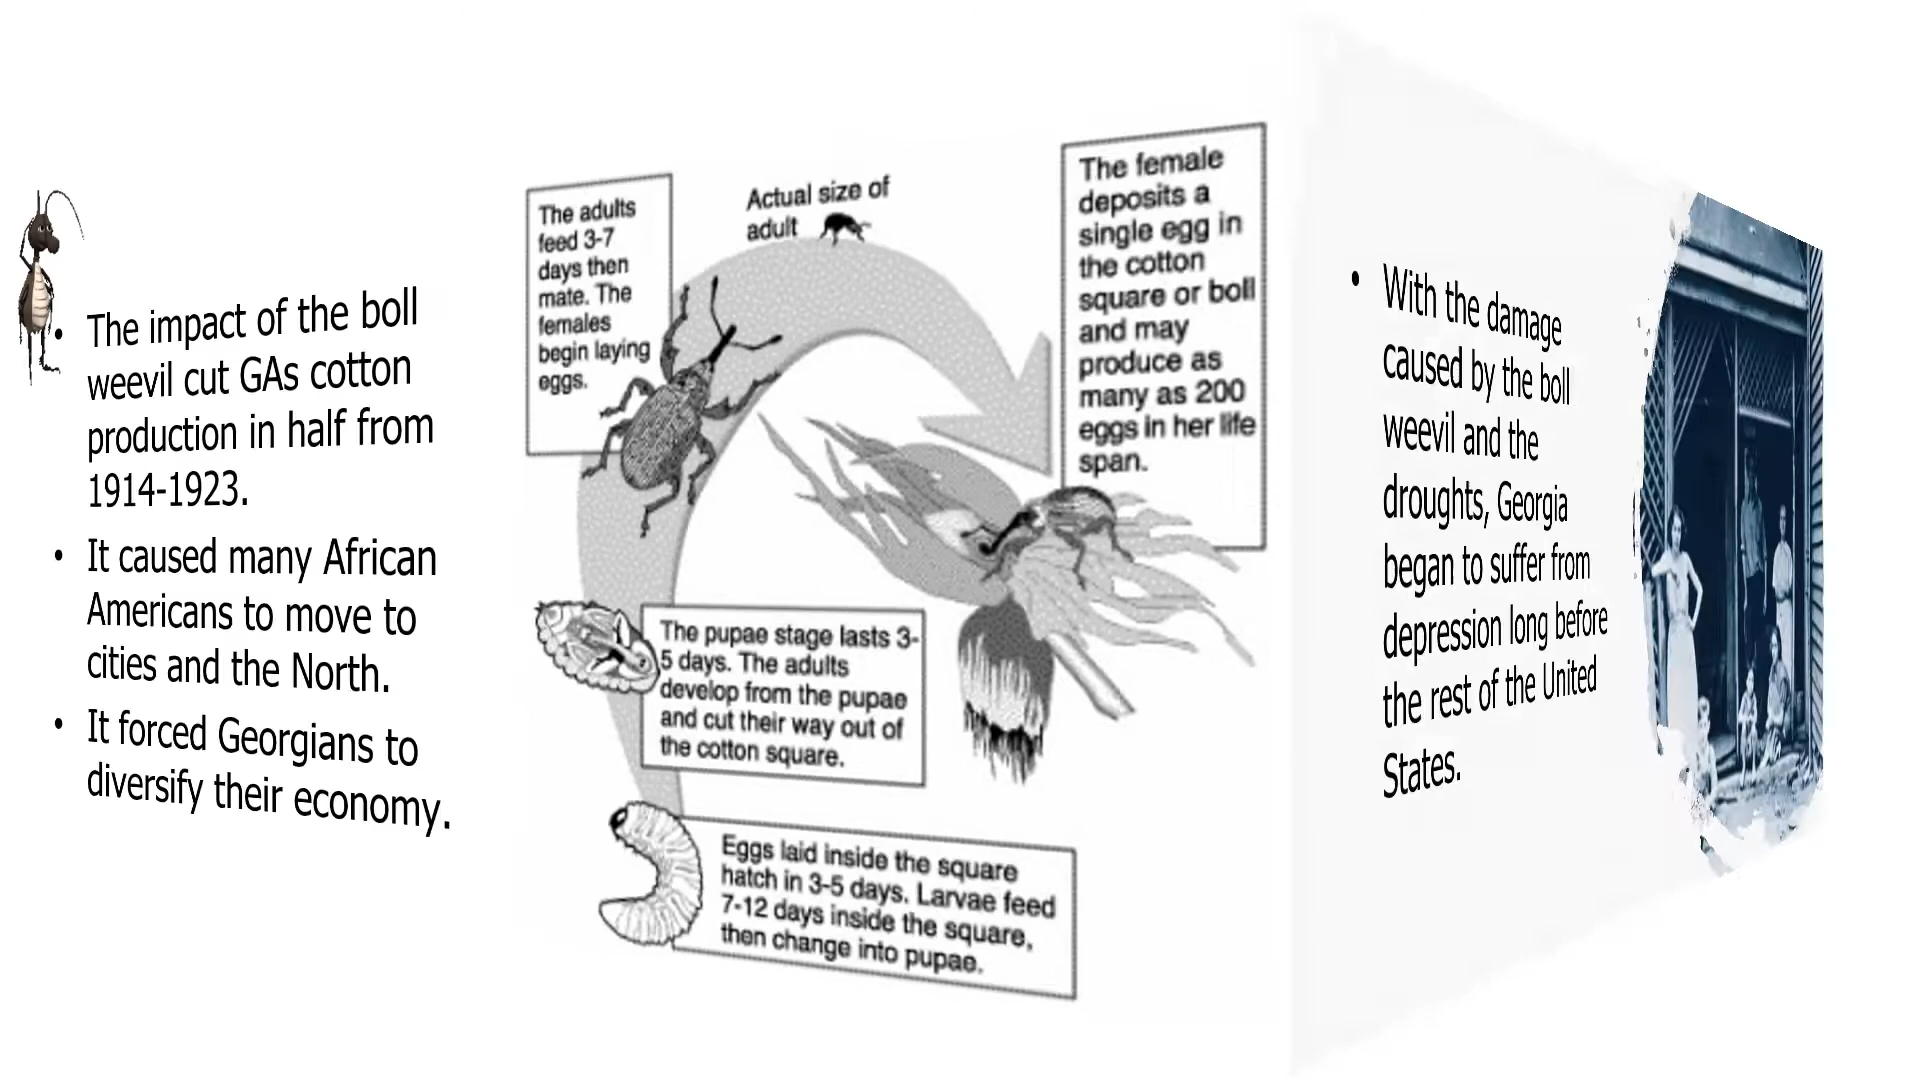 • The impact of the boll
weevil cut GAs cotton
production in half from
1914-1923.
• It caused many African
Americans to move to
cities and the North.
• It forced Georgians to
diversify their economy.
The adults
feed 3-7
days then
mate. The
females
begin laying
eggs.
Actual size of
adult
The female
deposits a
single egg in
the cotton
square or boll
and may
produce as
many as 200
eggs in her life
span.
The pupae stage lasts 3-
5 days. The adults
develop from the pupae
and cut their way out of
the cotton square.
Eggs laid inside the square
hatch in 3-5 days. Larvae feed
7-12 days inside the square,
then change into pupae.
• With the damage
caused by the boll
weevil and the
droughts, Georgia
began to suffer from
depression long before
the rest of the United
States.